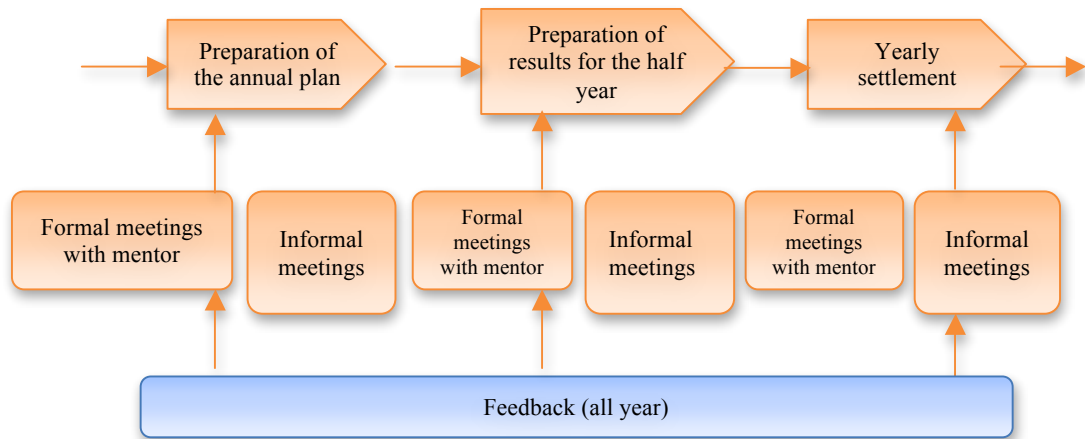 Preparation of
the annual plan
Preparation of
results for the half
year
Yearly
settlement
Formal meetings
with mentor
Informal
meetings
Formal
meetings
with mentor
Informal
meetings
Formal
meetings
with mentor
Informal
meetings
Feedback (all year)